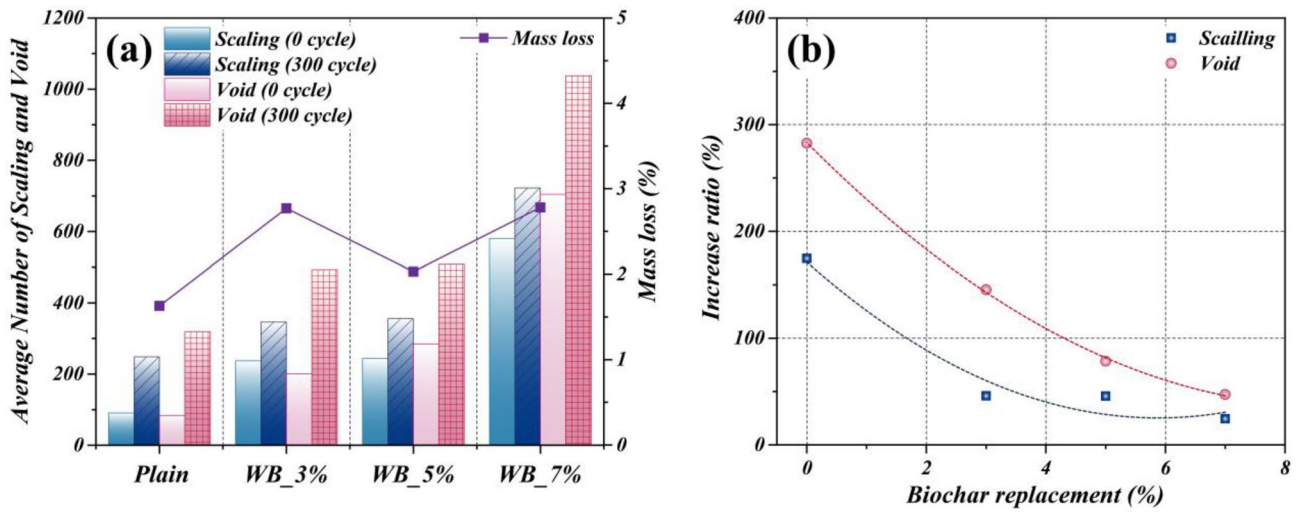 (a)
Scaling (0 cycle)
Scaling (300 cycle)
Void (0 cycle)
Void (300 cycle)
Mass loss
Average Number of Scaling and Void
1200
1000
800
600
400
200
0
Mass loss (%)
5
4
3
2
1
0
Plain
WB_3%
WB_5%
WB_7%
(b)
Scailling
Void
Increase ratio (%)
400
300
200
100
0
0
2
4
6
8
Biochar replacement (%)